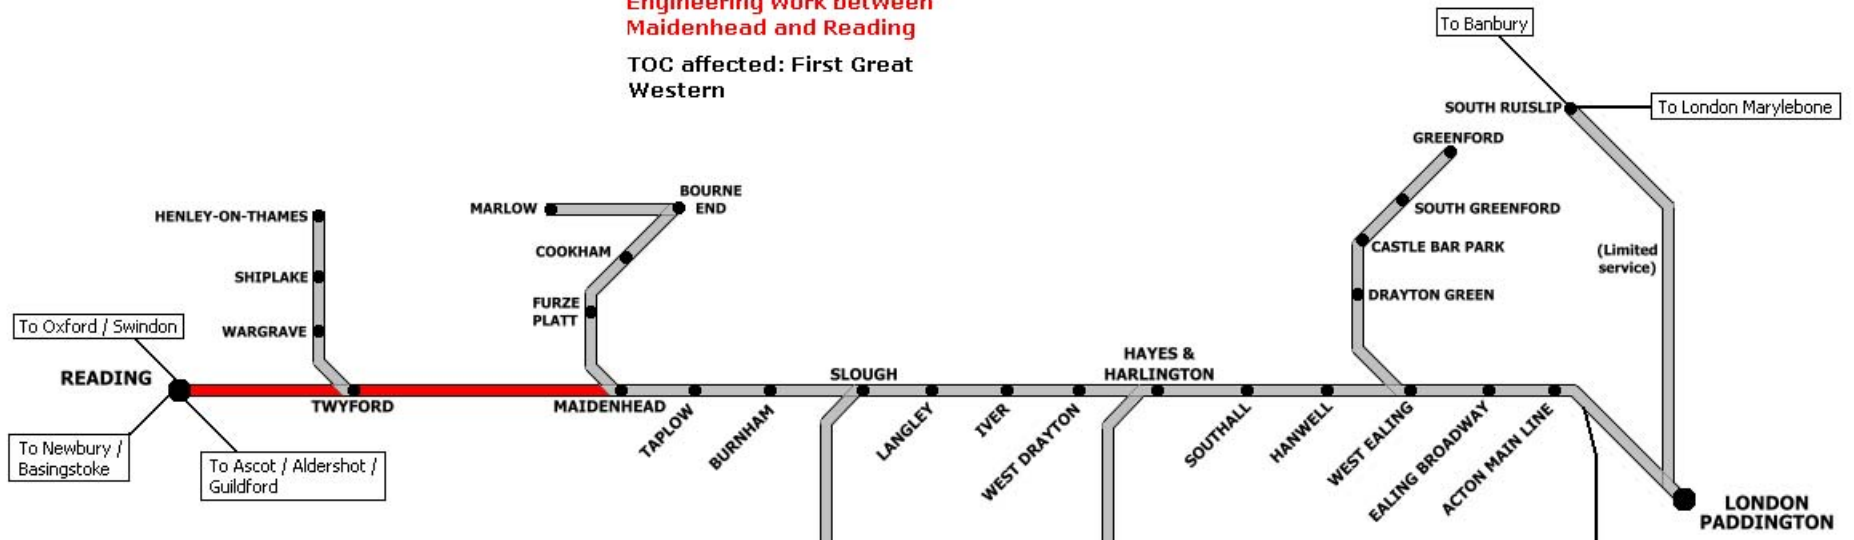 Engineering work between
Maidenhead and Reading
TOC affected: First Great
Western
To Banbury
SOUTH RUISLIP
To London Marylebone
GREENFORD
SOUTH GREENFORD
CASTLE BAR PARK
DRAYTON GREEN
(Limited
service)
HENLEY-ON-THAMES
SHIPLAKE
WARGRAVE
MARLOW
BOURNE
END
COOKHAM
FURZE
PLATT
To Oxford / Swindon
READING
TWYFORD
MAIDENHEAD
TAPLOW
BURNHAM
SLOUGH
LANGLEY
IVER
WEST DRAYTON
HAYES &
HARLINGTON
SOUTHALL
HANWELL
WEST EALING
EALING BROADWAY
ACTON MAIN LINE
LONDON
PADDINGTON
To Newbury /
Basingstoke
To Ascot / Aldershot /
Guildford